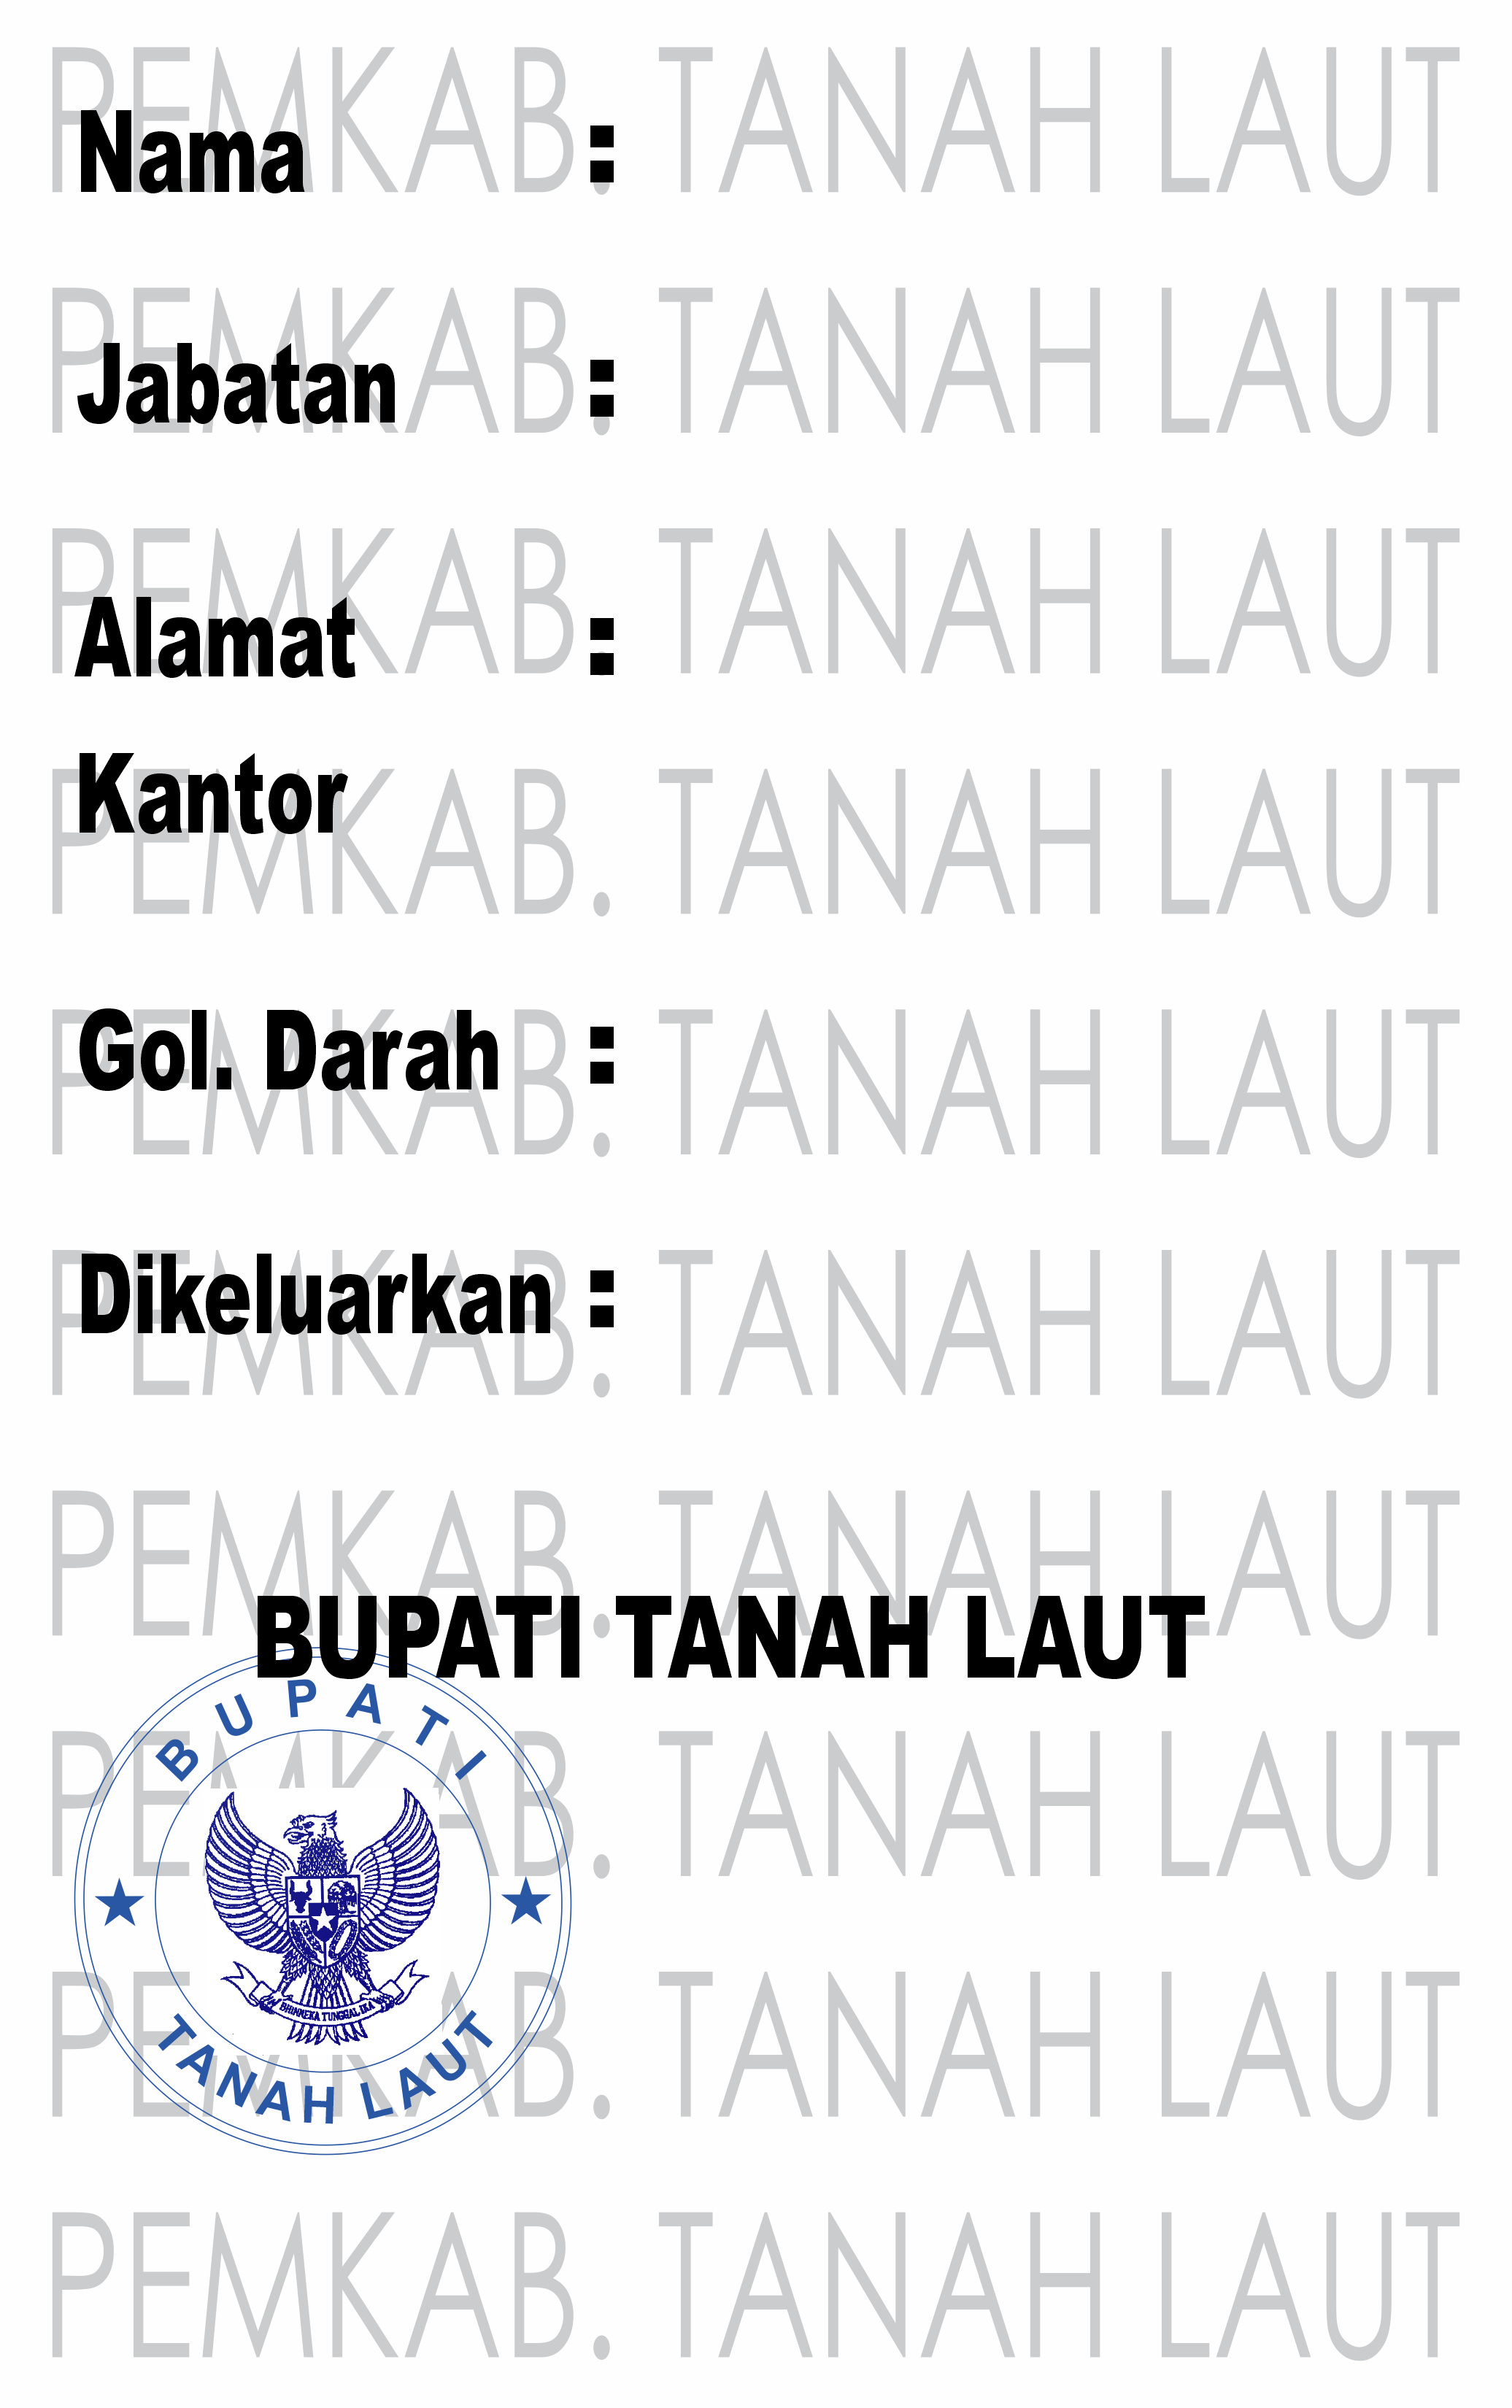 PEMKAB. TANAH LAUT
Nama :
PEMKAB. TANAH LAUT
Jabatan :
PEMKAB. TANAH LAUT
Alamat :
Kantor
PEMKAB. TANAH LAUT
PEMKAB. TANAH LAUT
Gol. Darah :
PEMKAB. TANAH LAUT
Dikeluarkan :
PEMKAB. TANAH LAUT
BUPATI TANAH LAUT
BUPATI
PEMKAB. TANAH LAUT
BHINNEKA TUNGGAL IKA
PEMKAB. TANAH LAUT
TANAH LAUT
PEMKAB. TANAH LAUT